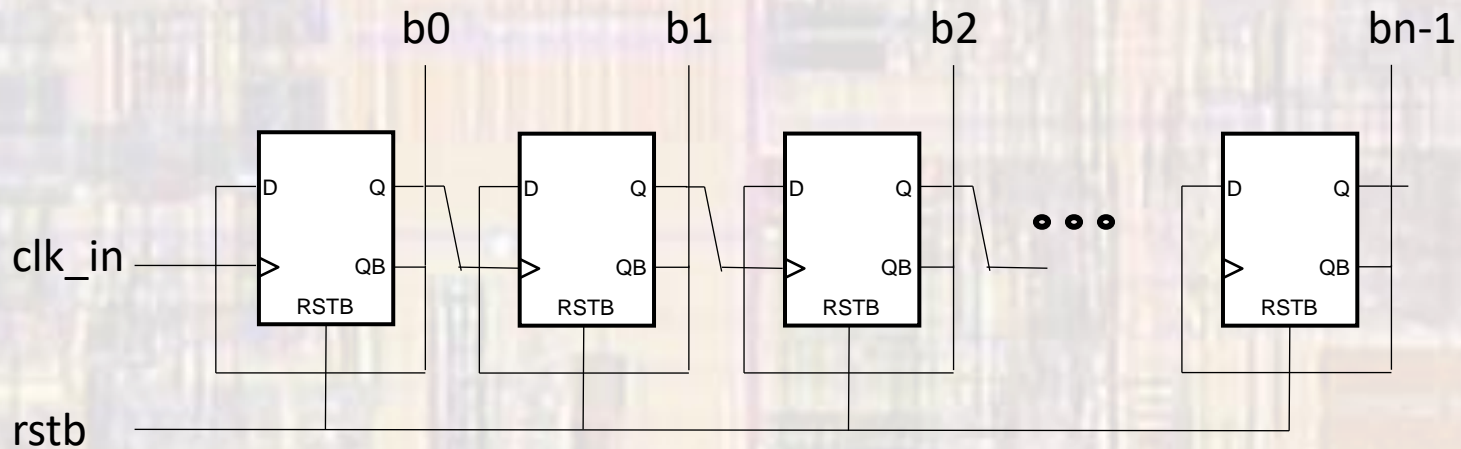 b0 b1 b2 bn-1
D Q D Q D Q D Q
clk_in QB QB QB QB
RSTB RSTB RSTB RSTB
rstb